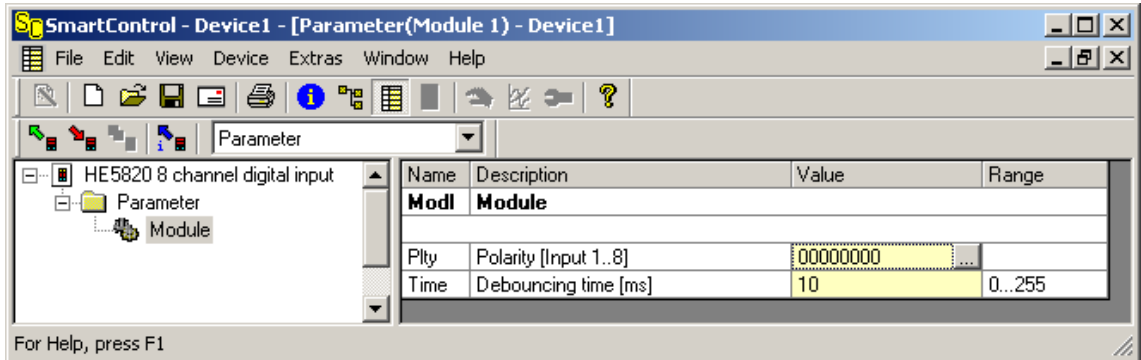 SmartControl - Device1 - [Parameter(Module 1) - Device1]
File Edit View Device Extras Window Help
Parameter
HE5820 8 channel digital input
Parameter
Module
Name Description Value Range
Modl Module
Plty Polarity [Input 1..8] 00000000 ...
Time Debouncing time [ms] 10 0...255
For Help, press F1